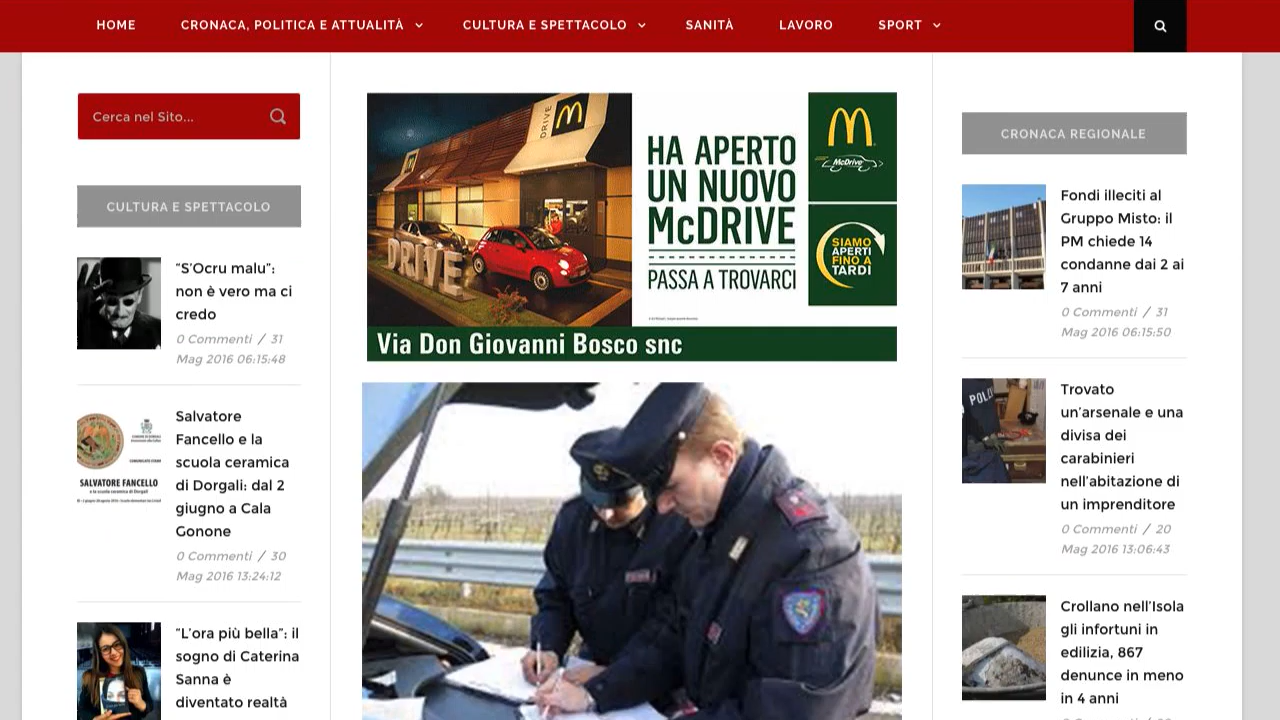 HOME
CRONACA, POLITICA E ATTUALITÀ
CULTURA E SPETTACOLO
SANITÀ
LAVORO
SPORT
Cerca nel Sito...
CULTURA E SPETTACOLO
“S’Ocru malu”:
non è vero ma ci
credo
0 Commenti / 31
Mag 2016 06:15:48
SALVATORE FANCELLO
Salvatore
Fancello e la
scuola ceramica
di Dorgali: dal 2
giugno a Cala
Gonone
0 Commenti / 30
Mag 2016 13:24:12
“L’ora più bella”: il
sogno di Caterina
Sanna è
diventato realtà
DRIVE
DRIVE
HA APERTO
UN NUOVO
McDRIVE
PASSA A TROVARCI
McDrive
SIAMO
APERTI
FINO A
TARDI
Via Don Giovanni Bosco snc
CRONACA REGIONALE
Fondi illeciti al
Gruppo Misto: il
PM chiede 14
condanne dai 2 ai
7 anni
0 Commenti / 31
Mag 2016 06:15:50
POLIZ
Trovato
un’arsenale e una
divisa dei
carabinieri
nell’abitazione di
un imprenditore
0 Commenti / 20
Mag 2016 13:06:43
Crollano nell’Isola
gli infortuni in
edilizia, 867
denunce in meno
in 4 anni